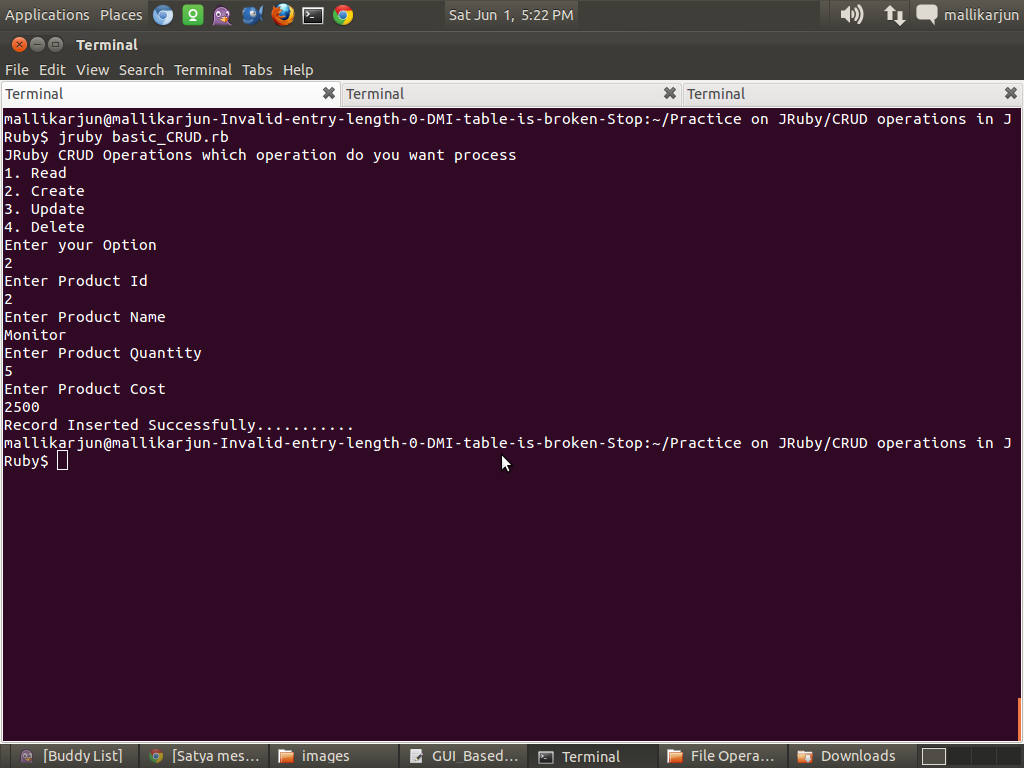 Applications Places Sat Jun 1, 5:22 PM mallikarjun
Terminal
File Edit View Search Terminal Tabs Help
Terminal Terminal Terminal
mallikarjun@mallikarjun-Invalid-entry-length-0-DMI-table-is-broken-Stop:~/Practice on JRuby/CRUD operations in J
Ruby$ jruby basic_CRUD.rb
JRuby CRUD Operations which operation do you want process
1. Read
2. Create
3. Update
4. Delete
Enter your Option
2
Enter Product Id
2
Enter Product Name
Monitor
Enter Product Quantity
5
Enter Product Cost
2500
Record Inserted Successfully...........
mallikarjun@mallikarjun-Invalid-entry-length-0-DMI-table-is-broken-Stop:~/Practice on JRuby/CRUD operations in J
Ruby$
[Buddy List] [Satya mes... images GUI_Based... Terminal File Opera... Downloads